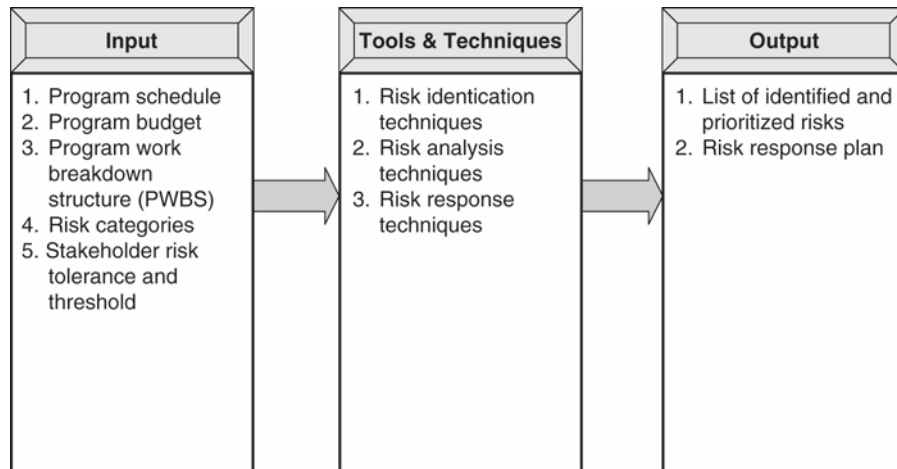 Input
1. Program schedule
2. Program budget
3. Program work
breakdown
structure (PWBS)
4. Risk categories
5. Stakeholder risk
tolerance and
threshold
Tools & Techniques
1. Risk identication
techniques
2. Risk analysis
techniques
3. Risk response
techniques
Output
1. List of identified and
prioritized risks
2. Risk response plan